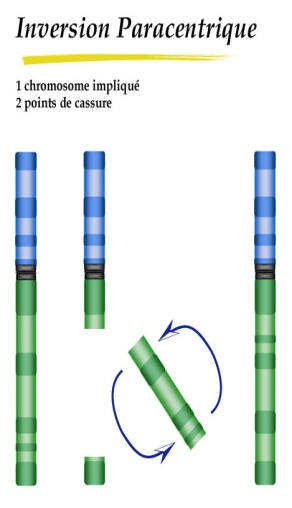 Inversion Paracentrique
1 chromosome impliqué
2 points de cassure